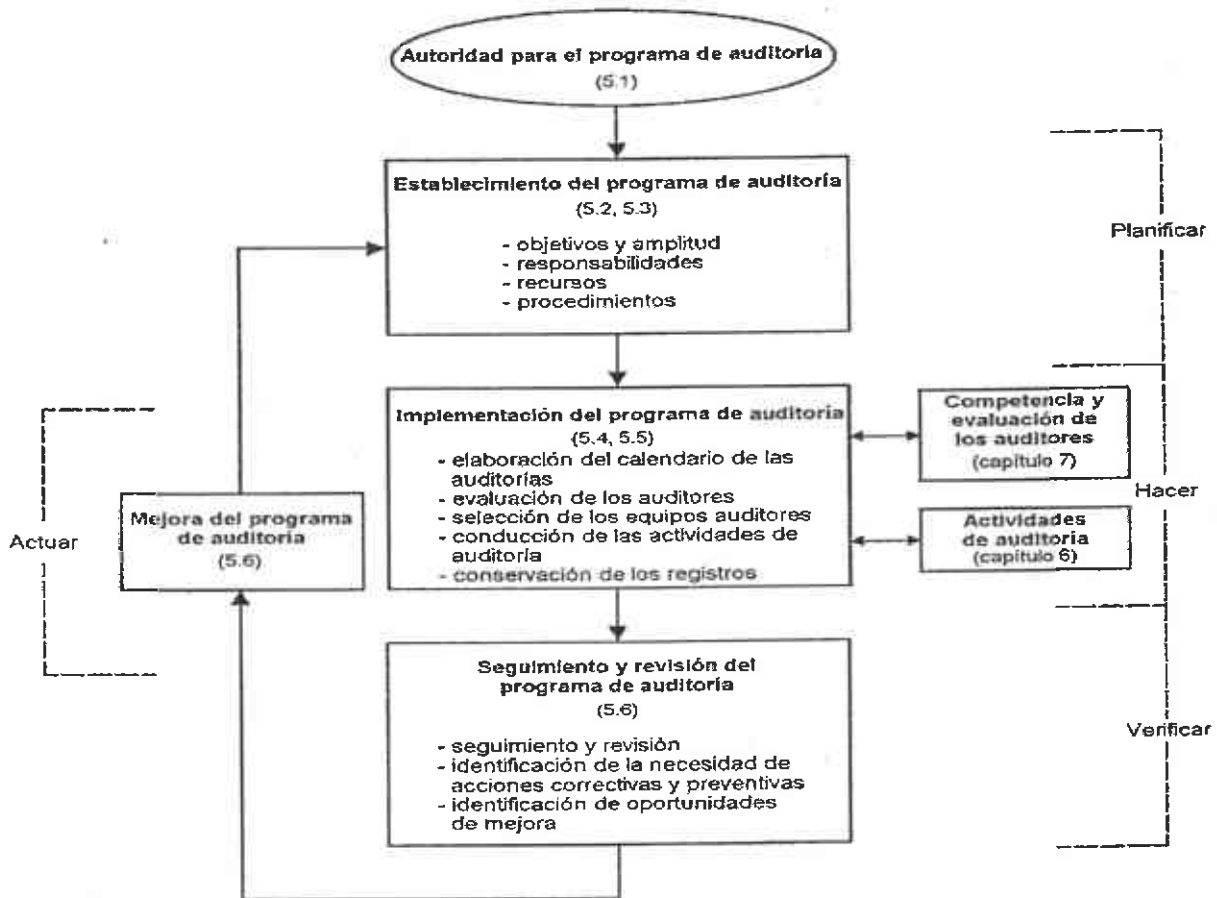 Autoridad para el programa de auditoría
(5.1)
Establecimiento del programa de auditoría
(5.2, 5.3)
- objetivos y amplitud
- responsabilidades
- recursos
- procedimientos
Planificar
Implementación del programa de auditoria
(5.4, 5.5)
- elaboración del calendario de las
auditorías
- evaluación de los auditores
- selección de los equipos auditores
- conducción de las actividades de
auditoría
- conservación de los registros
Competencia y
evaluación de
los auditores
(capítulo 7)
Hacer
Actividades
de auditoria
(capítulo 6)
Mejora del programa
de auditoría
(5.6)
Actuar
Seguimiento y revisión del
programa de auditoría
(5.6)
- seguimiento y revisión
- identificación de la necesidad de
acciones correctivas y preventivas
- identificación de oportunidades
de mejora
Verificar